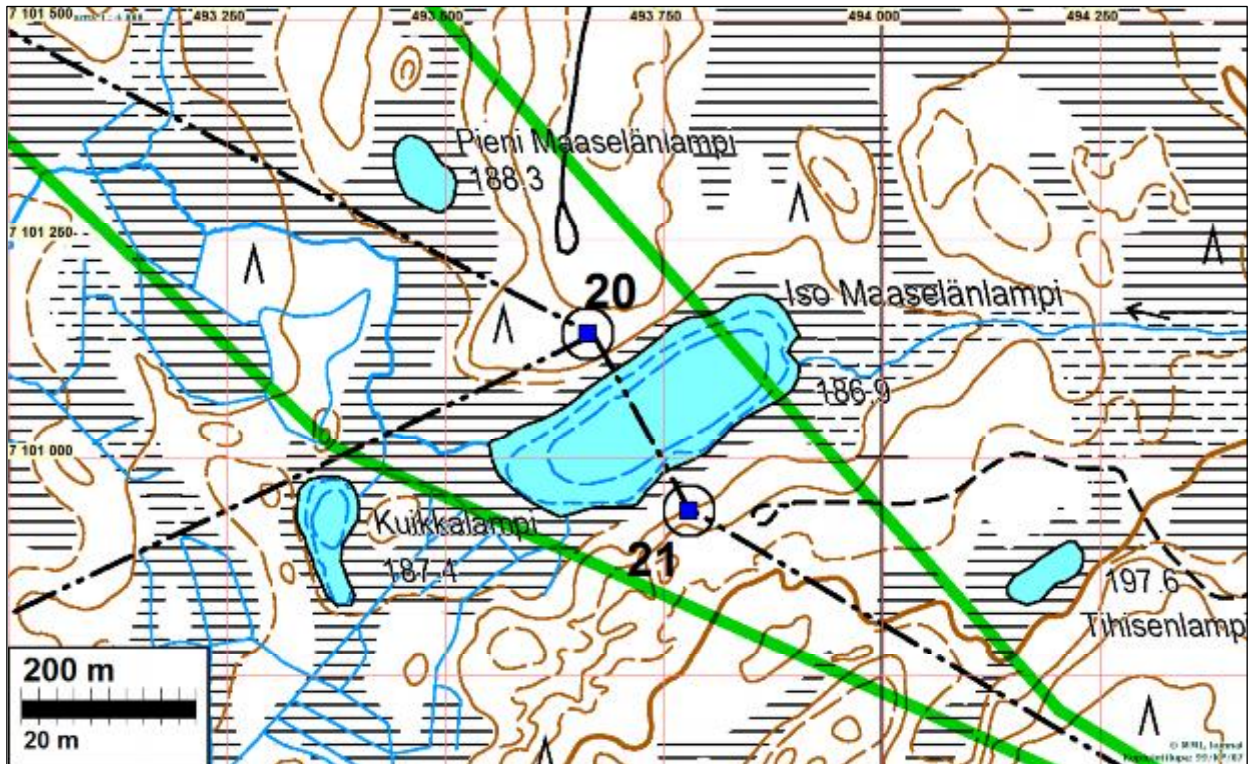 7 101 500
493 250
493 500
493 750
494 000
494 250
Pieni Maaselänlampi
188.3
7 101 250
20
Iso Maaselänlampi
186.9
7 101 000
Kuikkalampi
187.4
21
197.6
Tihisenlampi
200 m
20 m